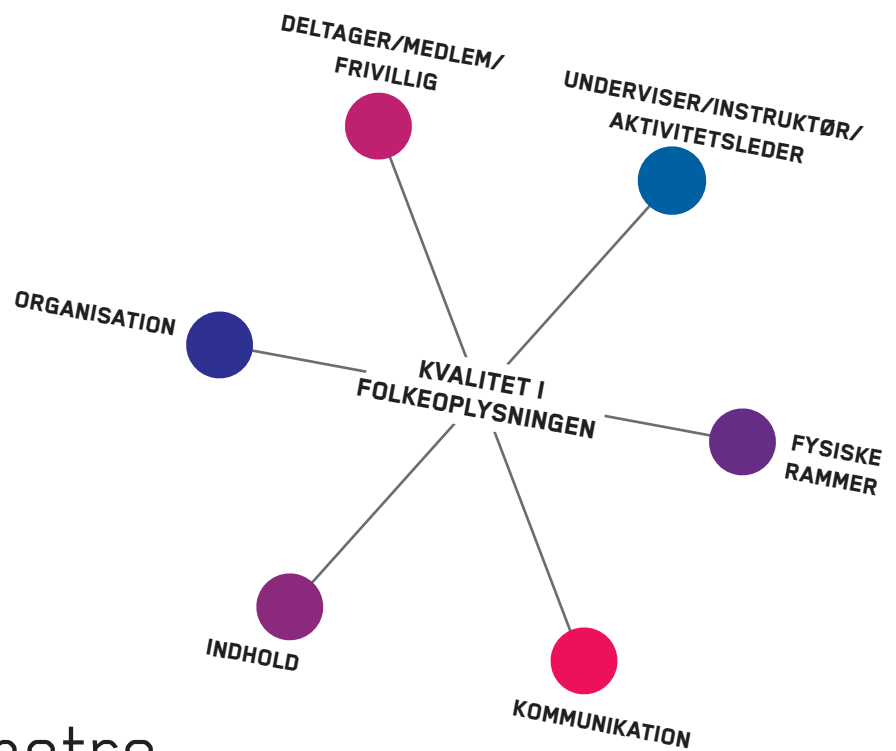 DELTAGER/MEDLEM/
FRIVILLIG
UNDERVISER/INSTRUKTØR/
AKTIVITETSLEDER
ORGANISATION
KVALITET I
FOLKEOPLYSNINGEN
FYSISKE
RAMMER
INDHOLD
KOMMUNIKATION